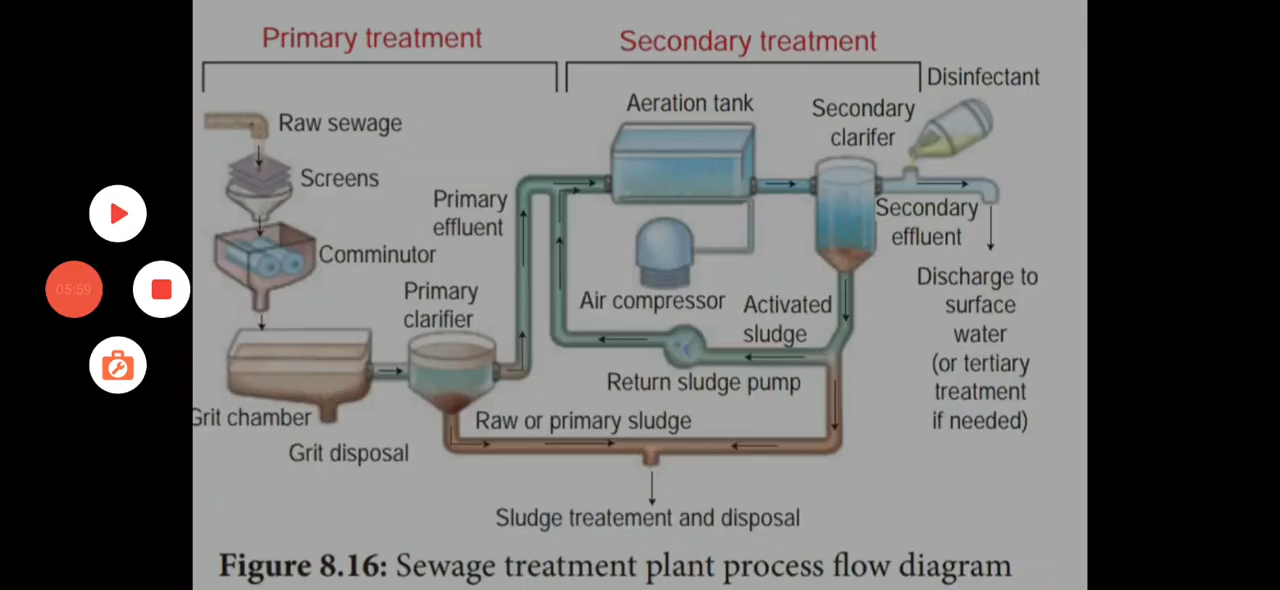 Primary treatment
Secondary treatment
Disinfectant
Aeration tank
Secondary
clarifer
Raw sewage
Screens
Primary
effluent
Secondary
effluent
Comminutor
Primary
clarifier
Air compressor
Activated
sludge
Discharge to
surface
water
(or tertiary
treatment
if needed)
05:59
Return sludge pump
Grit chamber
Raw or primary sludge
Grit disposal
Sludge treatement and disposal
Figure 8.16: Sewage treatment plant process flow diagram